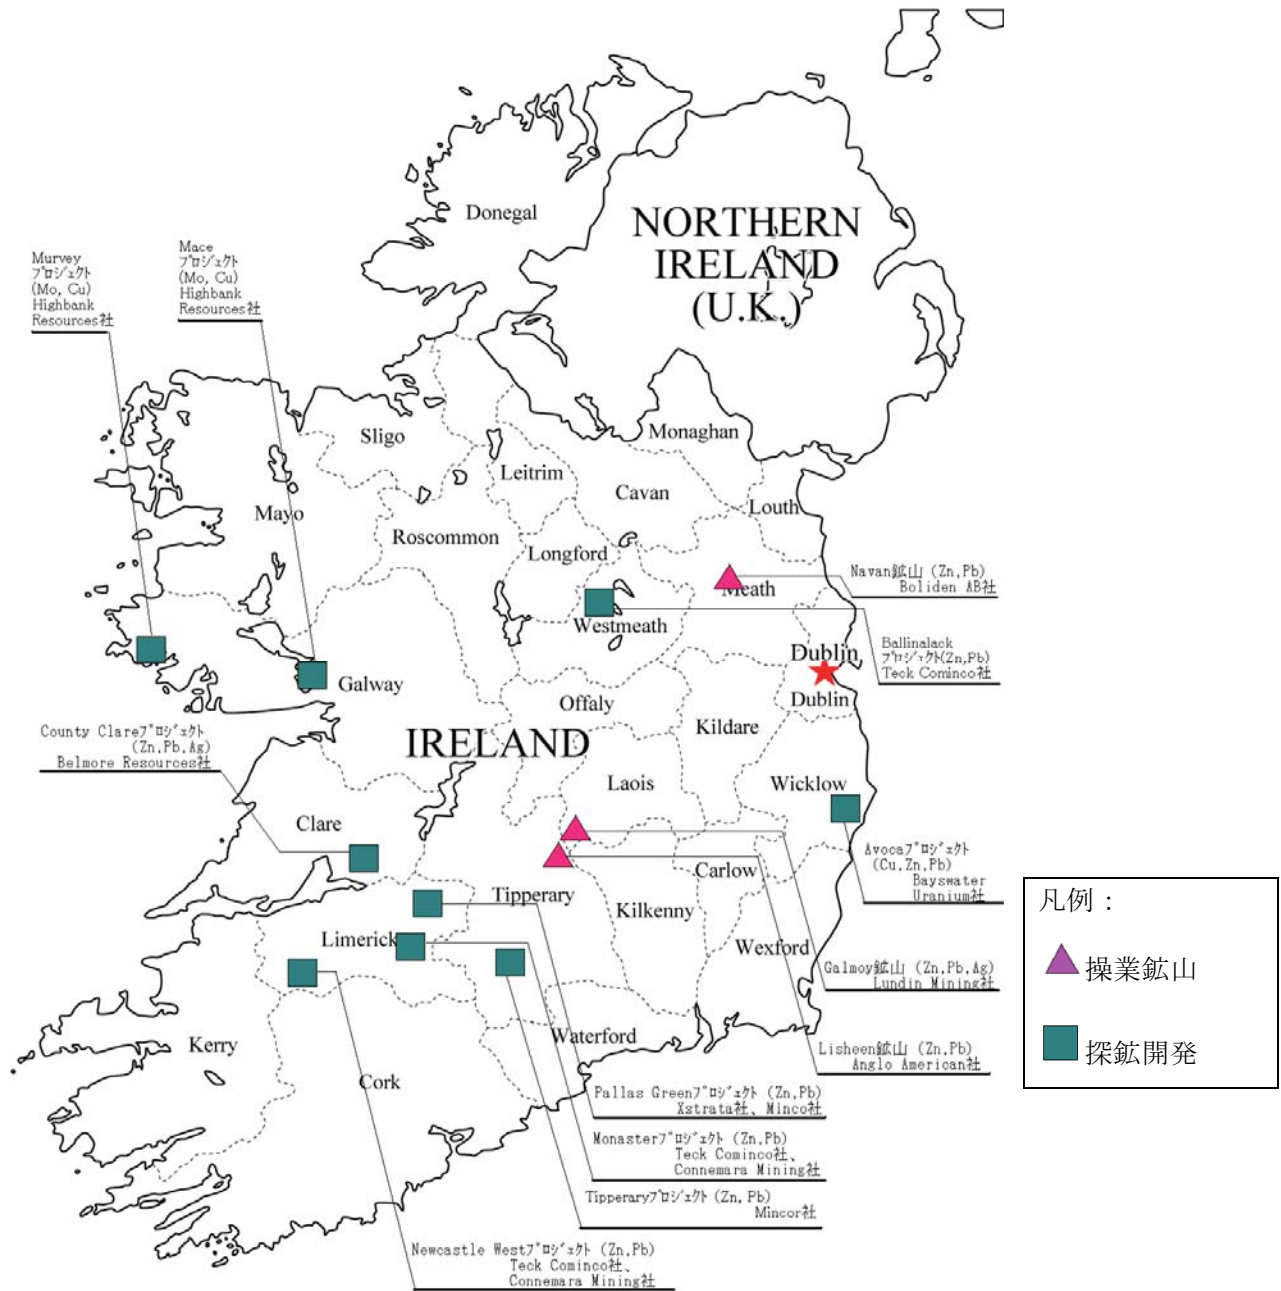 Donegal
NORTHERN
IRELAND
(U.K.)
Murvey
プロジェクト
(Mo, Cu)
Highbank
Resources社
Mace
プロジェクト
(Mo, Cu)
Highbank
Resources社
Sligo
Monaghan
Leitrim
Cavan
Mayo
Louth
Roscommon
Longford
Navan鉱山 (Zn,Pb)
Boliden AB社
Meath
Westmeath
Ballinalack
プロジェクト(Zn,Pb)
Teck Cominco社
Dublin
Galway
Offaly
Dublin
Kildare
County Clareプロジェクト
(Zn,Pb,Ag)
Belmore Resources社
IRELAND
Laois
Wicklow
Clare
Avocaプロジェクト
(Cu,Zn,Pb)
Bayswater
Uranium社
Carlow
Tipperary
Kilkenny
Limerick
Wexford
Galmoy鉱山 (Zn,Pb,Ag)
Lundin Mining社
Waterford
Kerry
Lisheen鉱山 (Zn,Pb)
Anglo American社
Cork
Pallas Greenプロジェクト (Zn,Pb)
Xstrata社、Minco社
Monasterプロジェクト (Zn,Pb)
Teck Cominco社、
Connemara Mining社
Tipperaryプロジェクト (Zn, Pb)
Mincor社
Newcastle Westプロジェクト (Zn,Pb)
Teck Cominco社、
Connemara Mining社
凡例：
操業鉱山
探鉱開発